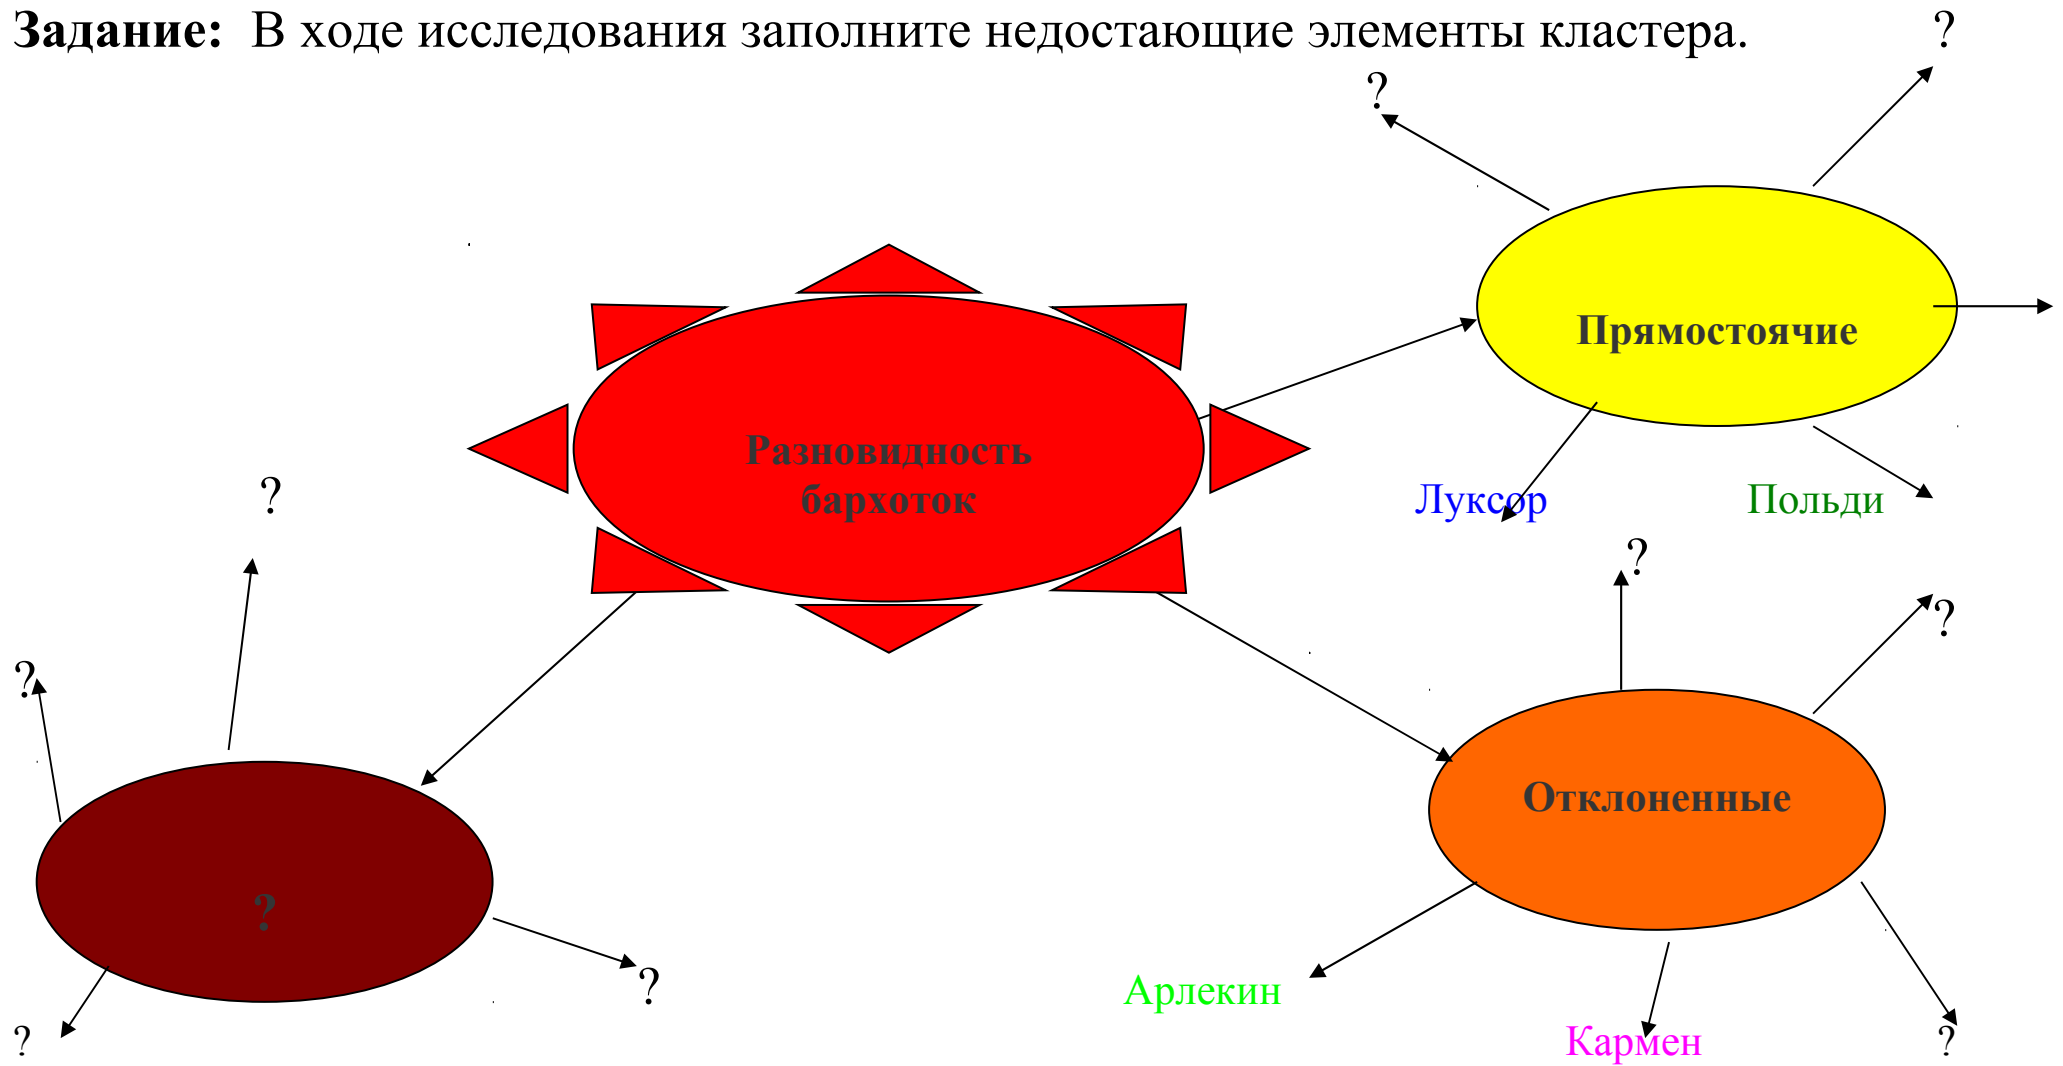 Задание: В ходе исследования заполните недостающие элементы кластера.
?
?
Прямостоячие
Разновидность
бархоток
?
Луксор
Польди
?
?
?
Отклоненные
?
?
Арлекин
?
Кармен
?